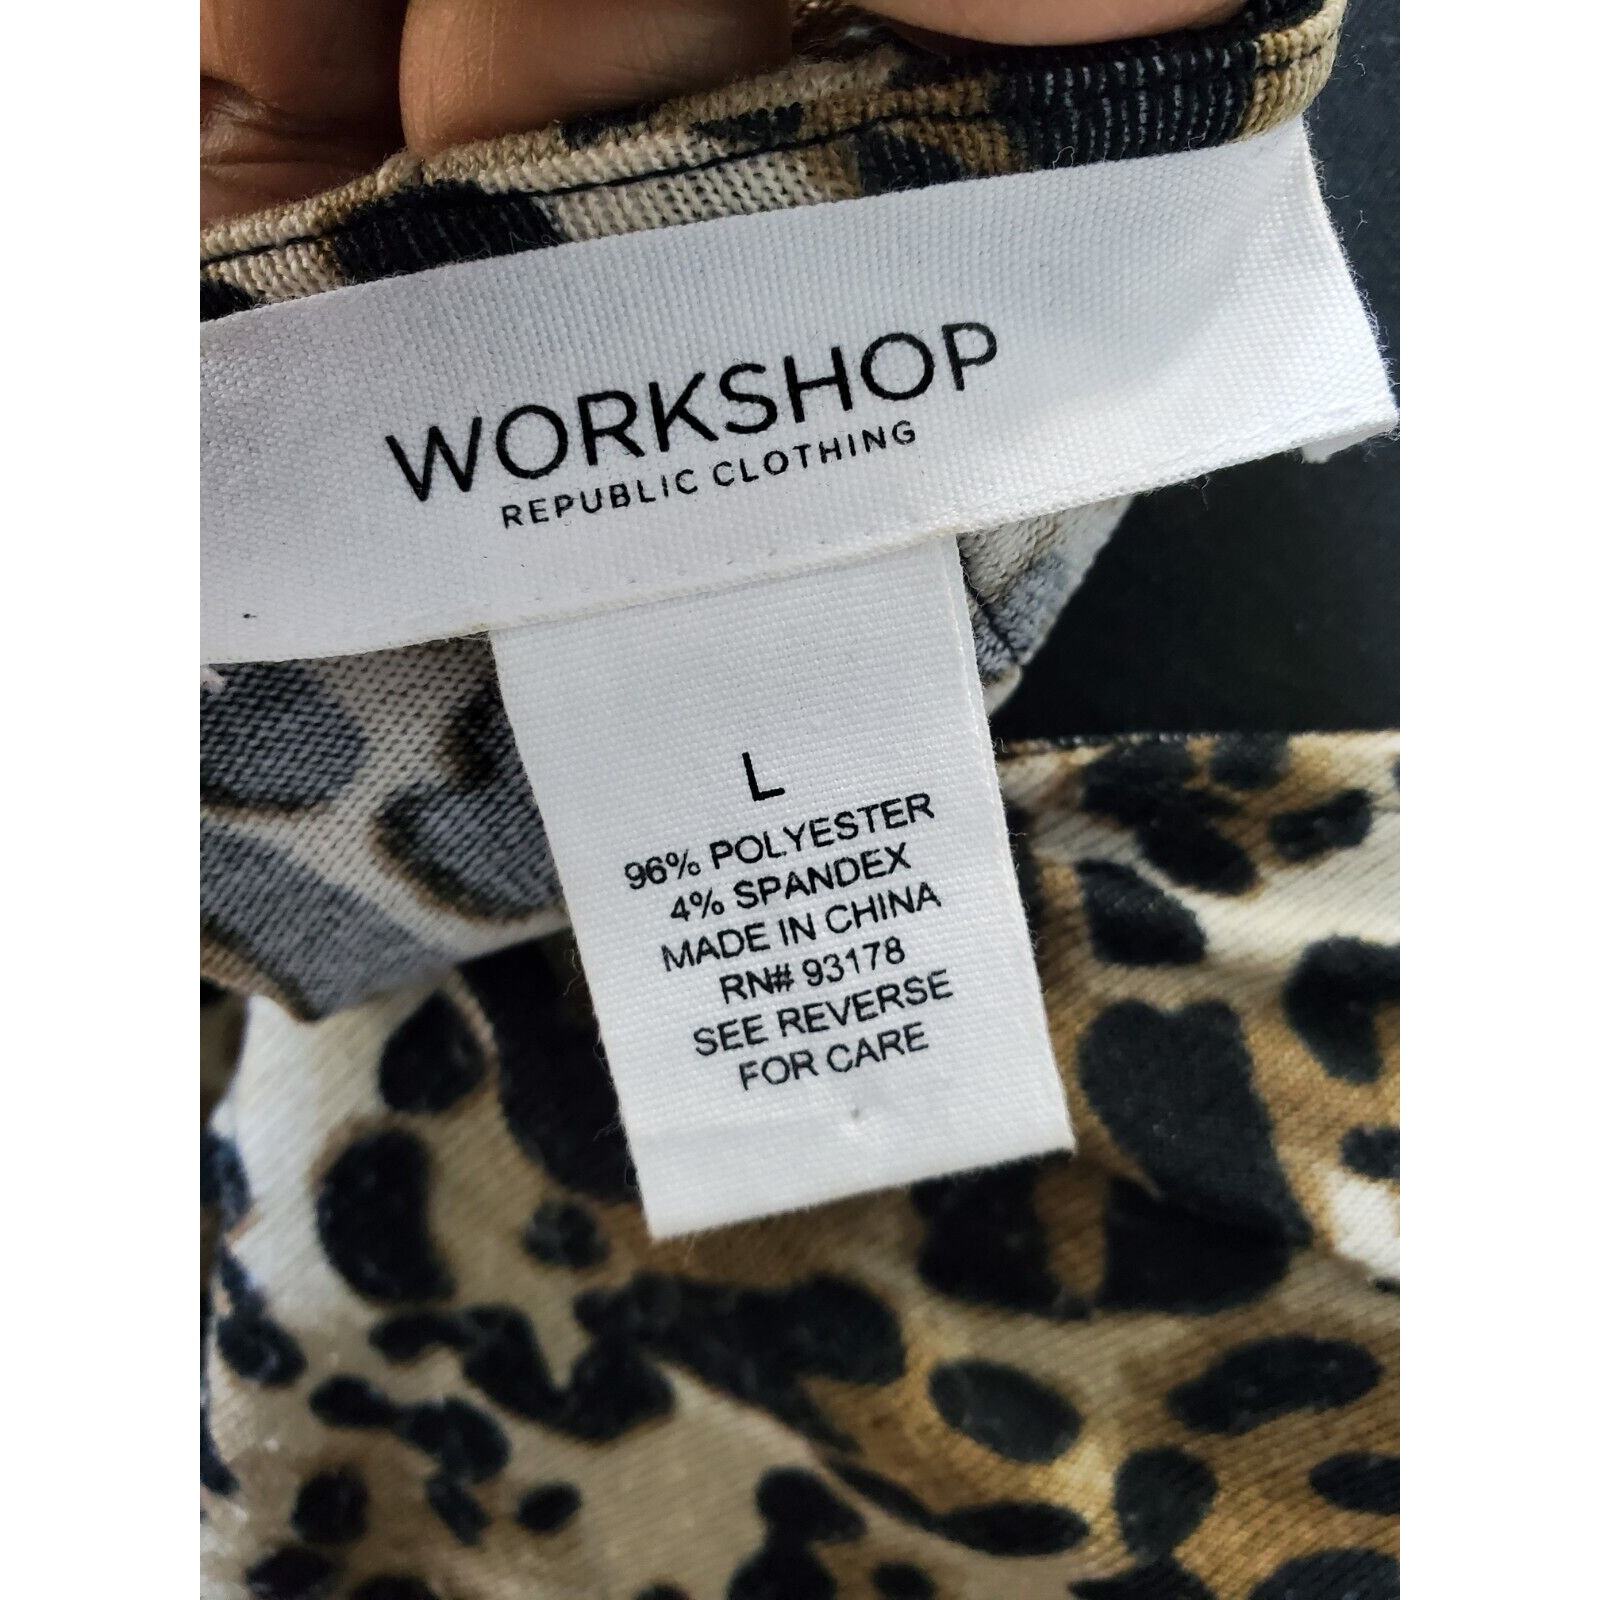 WORKSHOP
REPUBLIC CLOTHING
L
96% POLYESTER
4% SPANDEX
MADE IN CHINA
RN# 93178
SEE REVERSE
FOR CARE